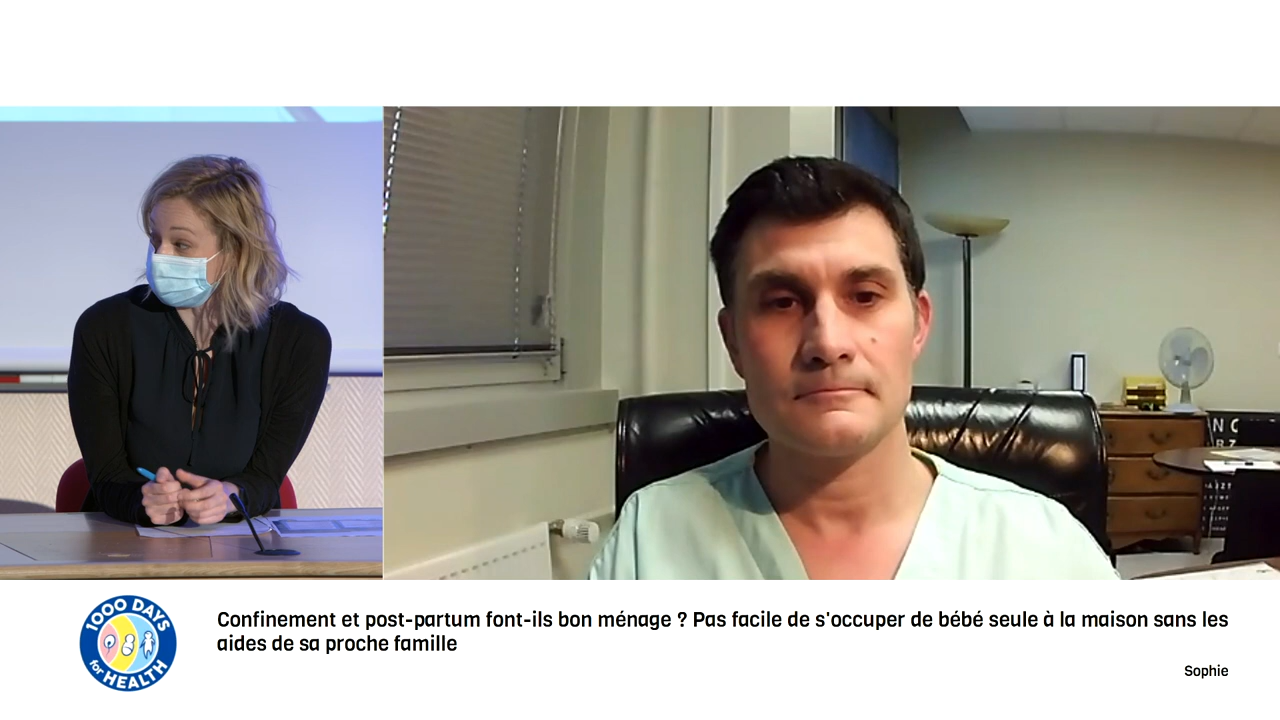 1000 DAYS
for HEALTH
Confinement et post-partum font-ils bon ménage ? Pas facile de s'occuper de bébé seule à la maison sans les
aides de sa proche famille
Sophie